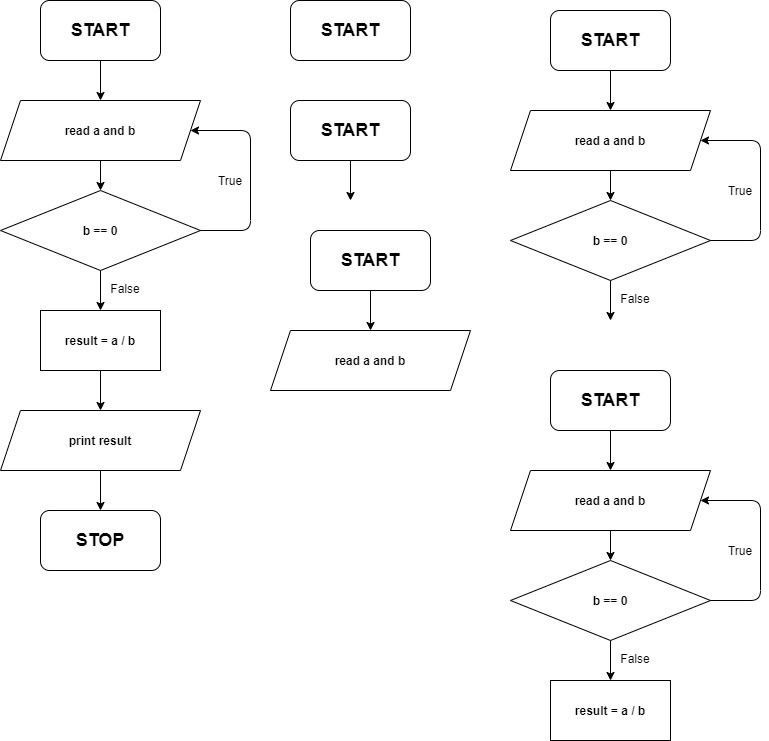 START
read a and b
True
b == 0
False
result = a / b
print result
STOP
START
START
START
read a and b
START
read a and b
True
b == 0
False
START
read a and b
True
b == 0
False
result = a / b